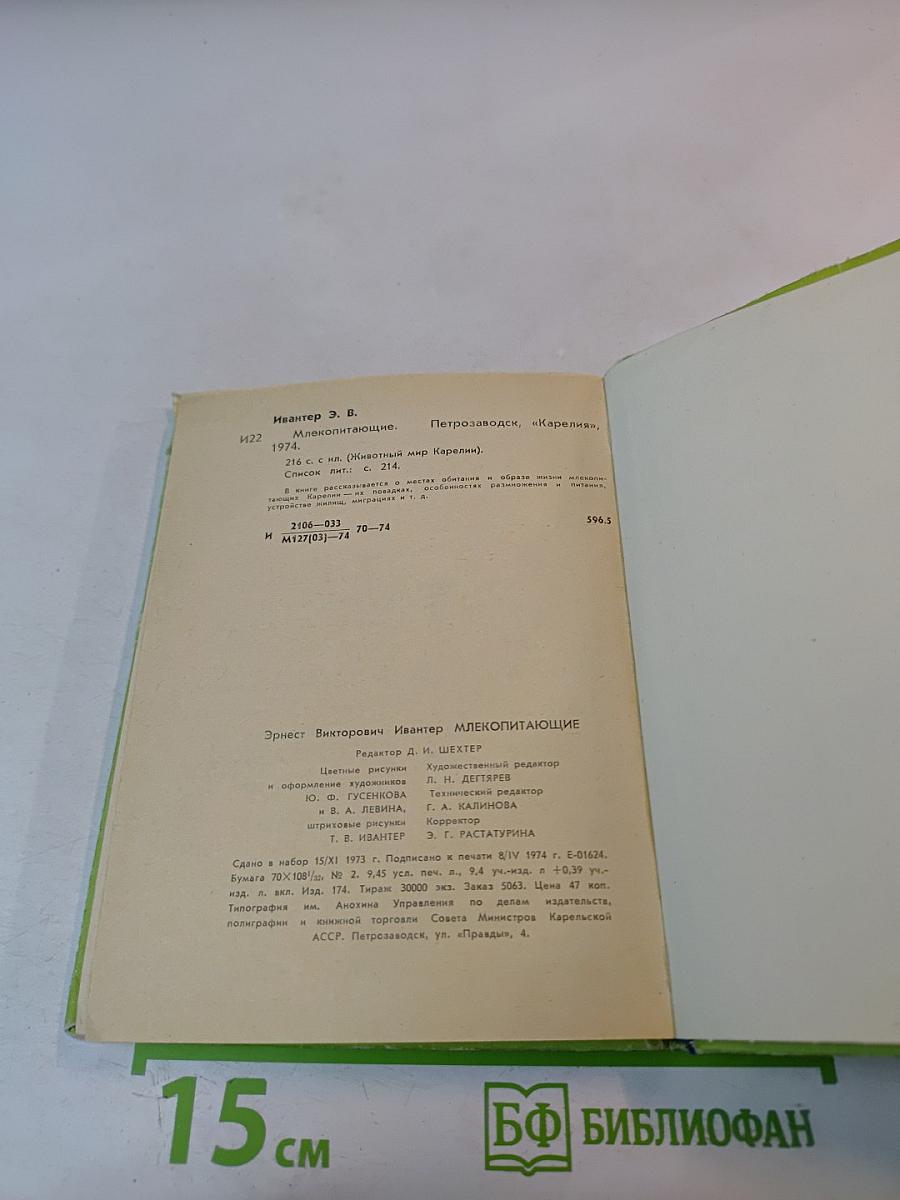 Ивантер Э. В.
И22 Млекопитающие. Петрозаводск, «Карелия»,
1974.
216 с. с ил. (Животный мир Карелии).
Список лит.: с. 214.
В книге рассказывается о местах обитания и образе жизни млекопи-
тающих Карелии — их повадках, особенностях размножения и питания,
устройстве жилищ, миграциях и т. д.
И 2106—033 / М127(03)—74 70—74 596.5
Эрнест Викторович Ивантер МЛЕКОПИТАЮЩИЕ
Редактор Д. И. ШЕХТЕР
Цветные рисунки
и оформление художников
Ю. Ф. ГУСЕНКОВА
и В. А. ЛЕВИНА,
штриховые рисунки
Т. В. ИВАНТЕР
Художественный редактор
Л. Н. ДЕГТЯРЕВ
Технический редактор
Г. А. КАЛИНОВА
Корректор
Э. Г. РАСТАТУРИНА
Сдано в набор 15/XI 1973 г. Подписано к печати 8/IV 1974 г. Е-01624.
Бумага 70×108¹/₃₂, № 2. 9,45 усл. печ. л., 9,4 уч.-изд. л +0,39 уч.-
изд. л. вкл. Изд. 174. Тираж 30000 экз. Заказ 5063. Цена 47 коп.
Типография им. Анохина Управления по делам издательств,
полиграфии и книжной торговли Совета Министров Карельской
АССР. Петрозаводск, ул. «Правды», 4.
15 см
БФ БИБЛИОФАН